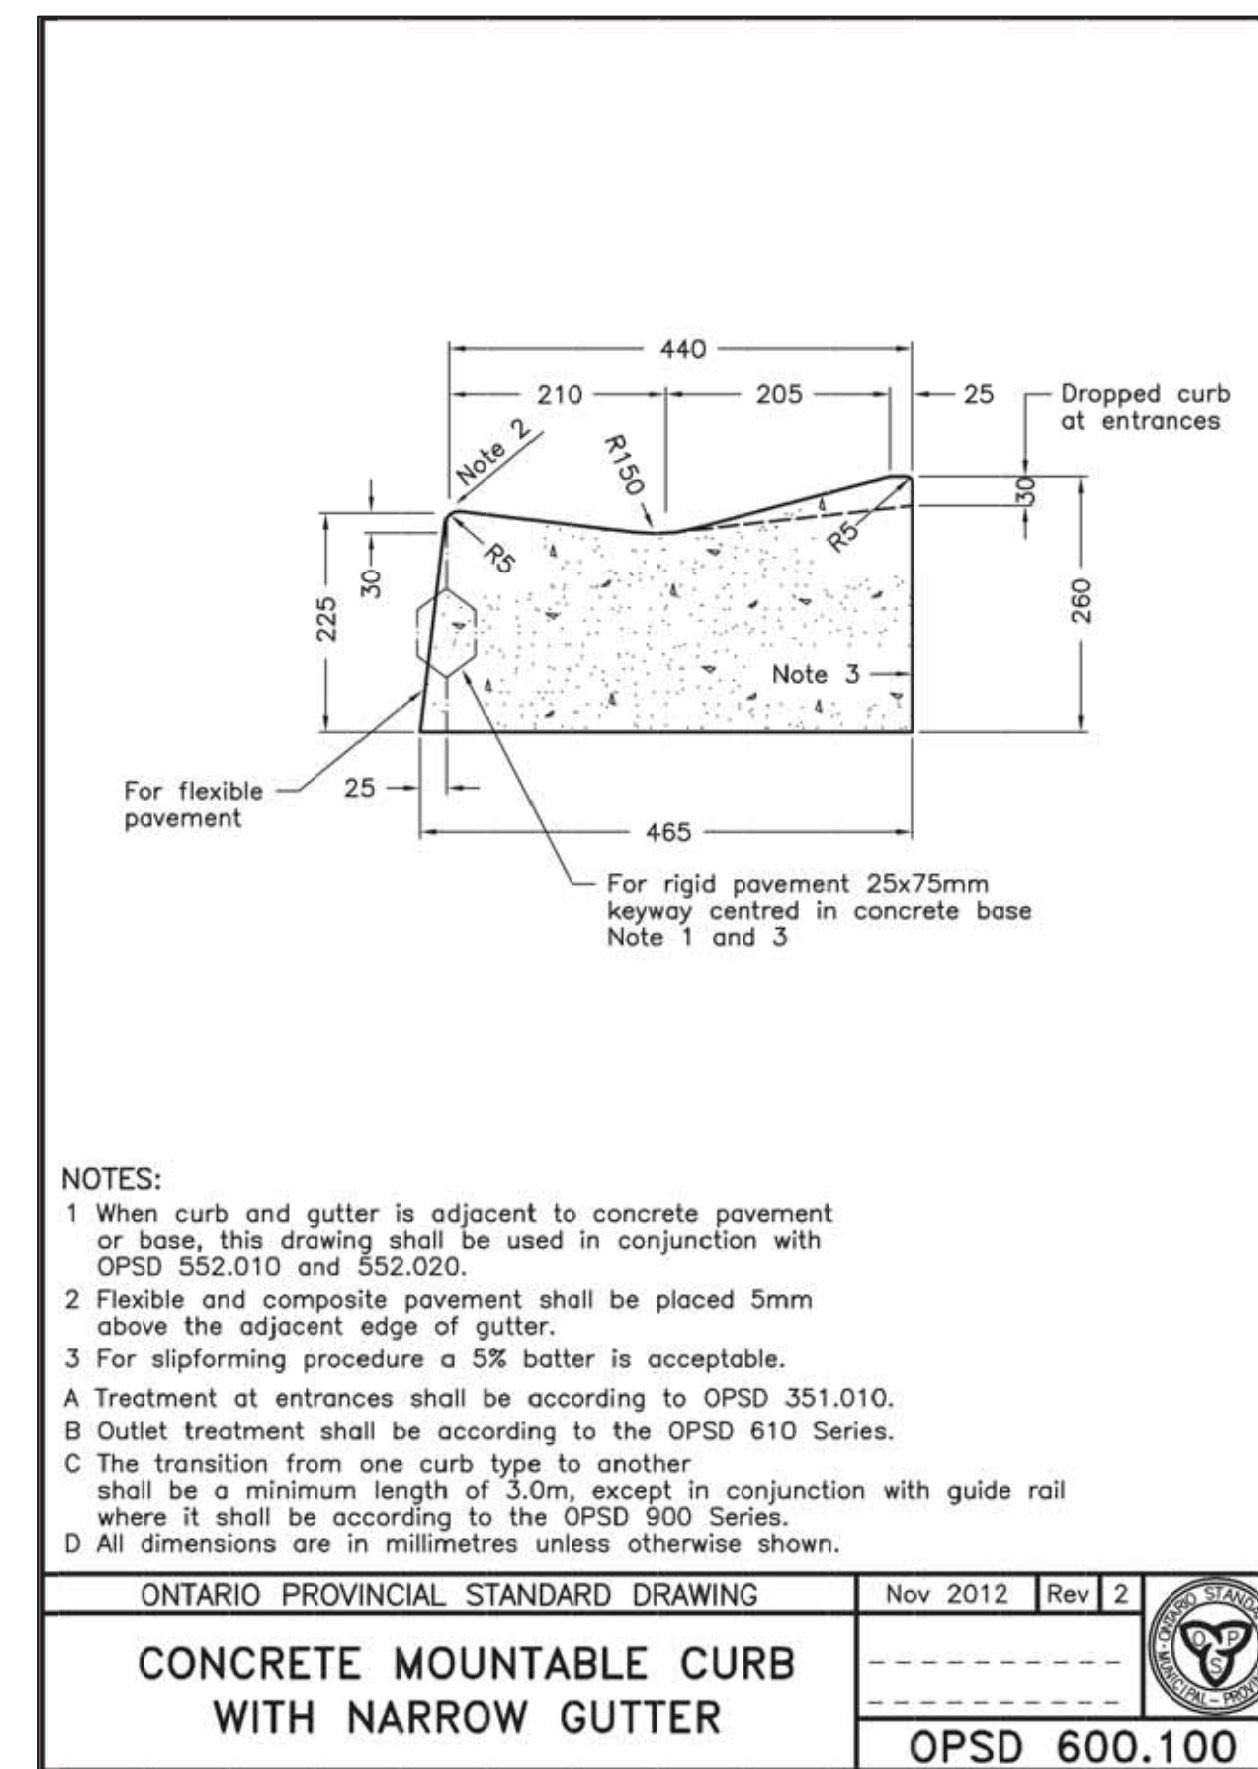 440
210
205
25
Dropped curb
at entrances
Note 2
R150
30
R5
R5
30
225
260
Note 3
For flexible
pavement
25
465
For rigid pavement 25x75mm
keyway centred in concrete base
Note 1 and 3
NOTES:
1 When curb and gutter is adjacent to concrete pavement
or base, this drawing shall be used in conjunction with
OPSD 552.010 and 552.020.
2 Flexible and composite pavement shall be placed 5mm
above the adjacent edge of gutter.
3 For slipforming procedure a 5% batter is acceptable.
A Treatment at entrances shall be according to OPSD 351.010.
B Outlet treatment shall be according to the OPSD 610 Series.
C The transition from one curb type to another
shall be a minimum length of 3.0m, except in conjunction with guide rail
where it shall be according to the OPSD 900 Series.
D All dimensions are in millimetres unless otherwise shown.
ONTARIO PROVINCIAL STANDARD DRAWING
Nov 2012 Rev 2
CONCRETE MOUNTABLE CURB
WITH NARROW GUTTER
OPSD 600.100
ONTARIO
MUNICIPAL
O P
S